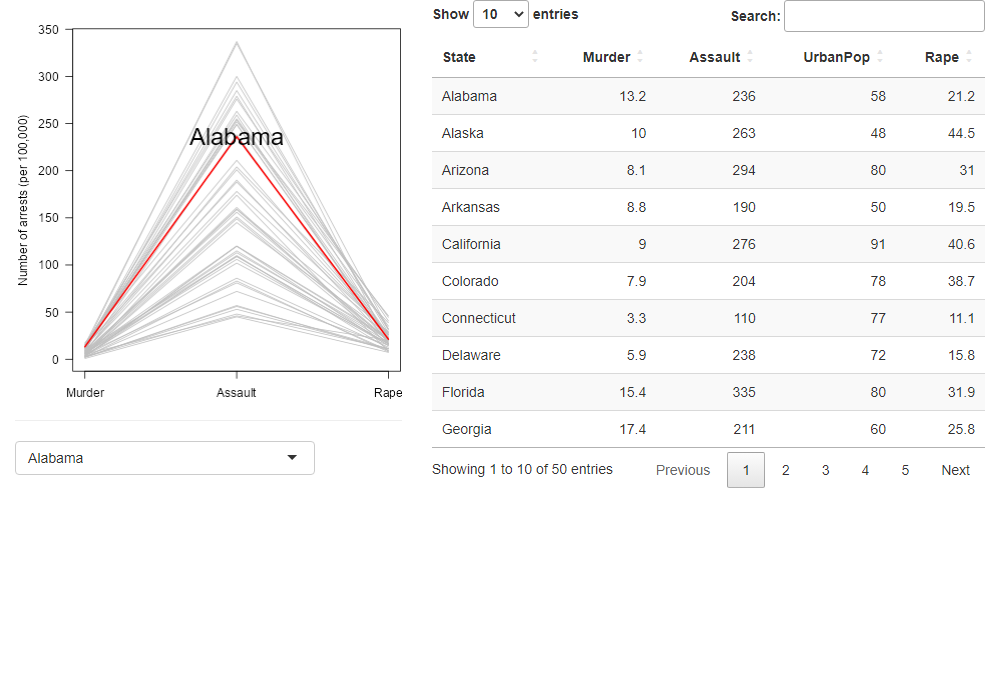 350
300
250
200
150
100
50
0
Number of arrests (per 100,000)
Alabama
Murder Assault Rape
Alabama
Show 10 entries
Search:
State Murder Assault UrbanPop Rape
Alabama 13.2 236 58 21.2
Alaska 10 263 48 44.5
Arizona 8.1 294 80 31
Arkansas 8.8 190 50 19.5
California 9 276 91 40.6
Colorado 7.9 204 78 38.7
Connecticut 3.3 110 77 11.1
Delaware 5.9 238 72 15.8
Florida 15.4 335 80 31.9
Georgia 17.4 211 60 25.8
Showing 1 to 10 of 50 entries
Previous 1 2 3 4 5 Next